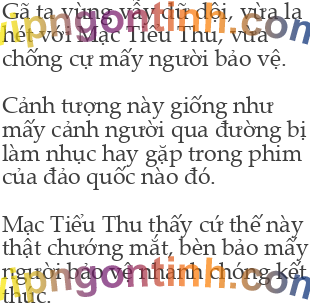 Gã ta vùng vẫy dữ dội, vừa la
hét với Mạc Tiểu Thu, vừa
chống cự mấy người bảo vệ.
Cảnh tượng này giống như
mấy cảnh người qua đường bị
làm nhục hay gặp trong phim
của đảo quốc nào đó.
Mạc Tiểu Thu thấy cứ thế này
thật chướng mắt, bèn bảo mấy
người bảo vệ nhanh chóng kết
thúc.
vipngontinh.com
vipngontinh.com